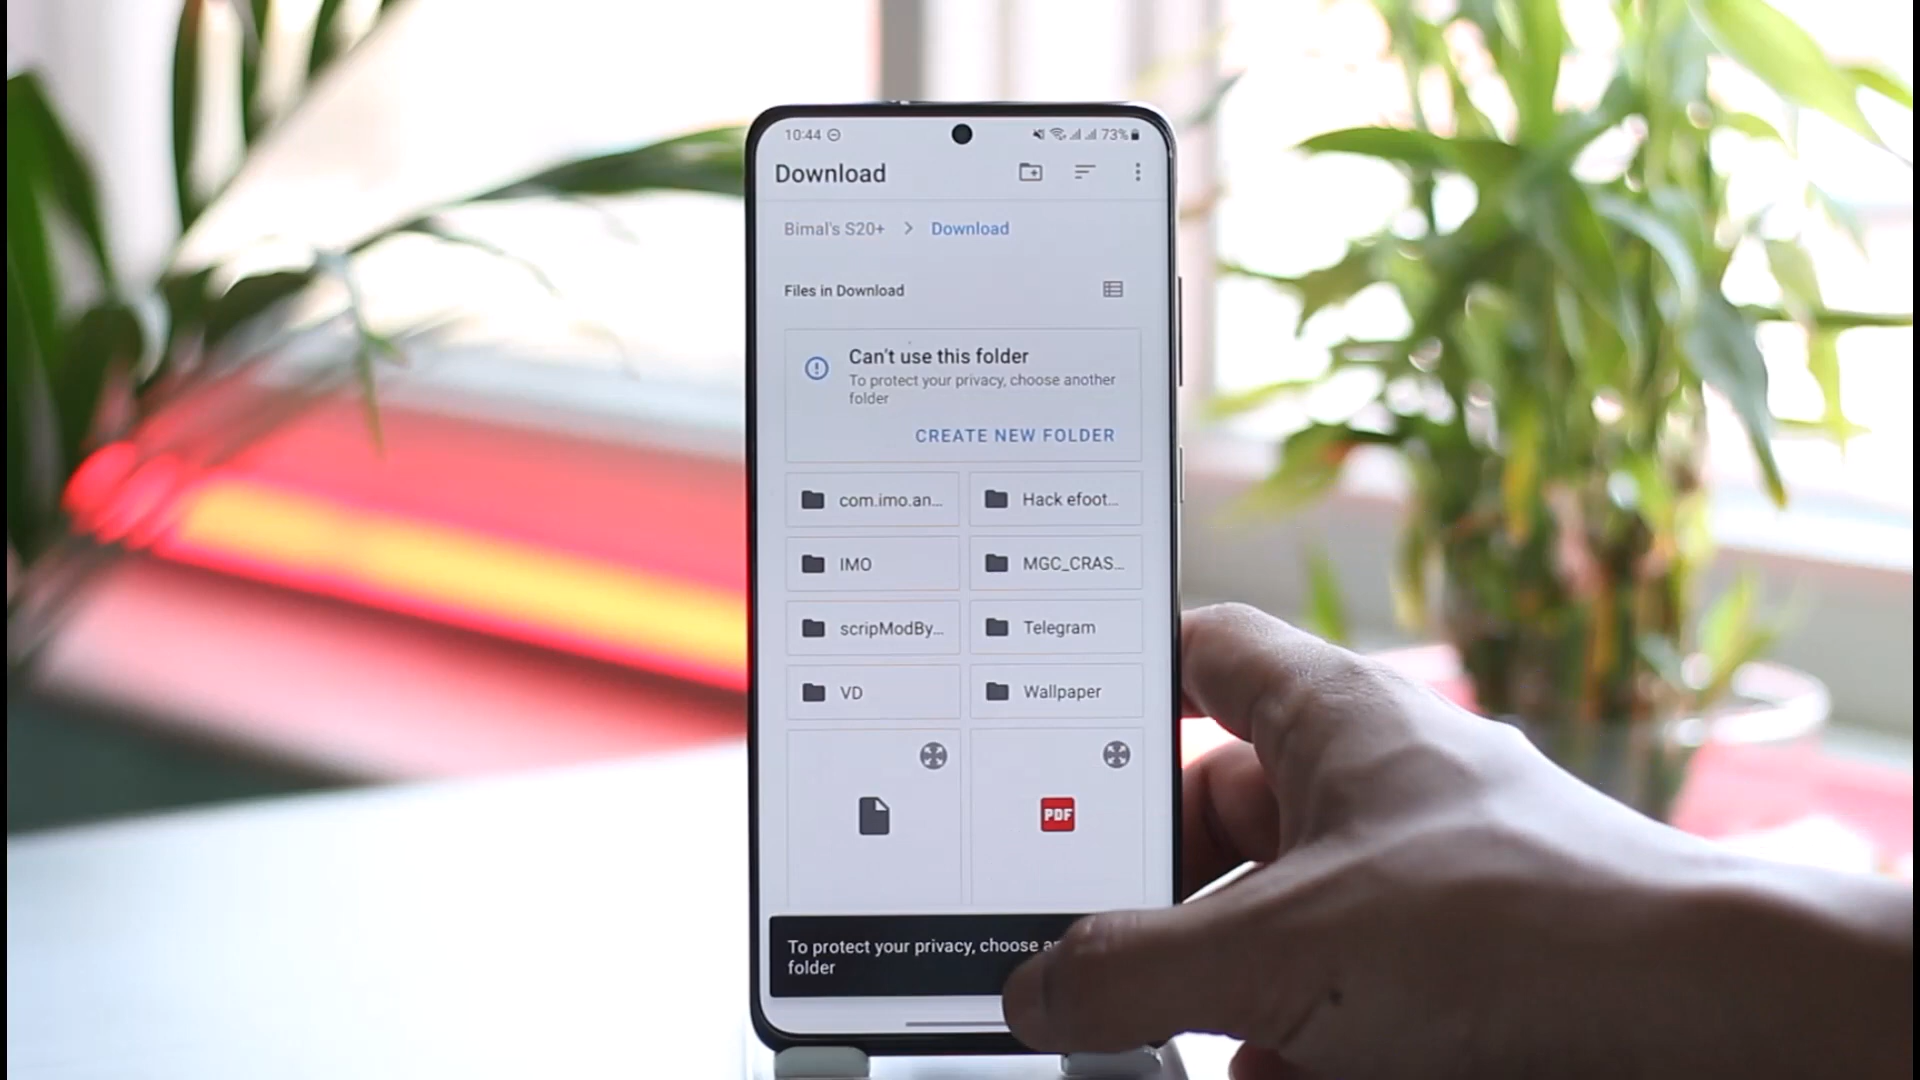 10:44
73%
Download
Bimal's S20+ > Download
Files in Download
Can't use this folder
To protect your privacy, choose another
folder
CREATE NEW FOLDER
com.imo.an...
Hack efoot...
IMO
MGC_CRAS...
scripModBy...
Telegram
VD
Wallpaper
PDF
To protect your privacy, choose
folder